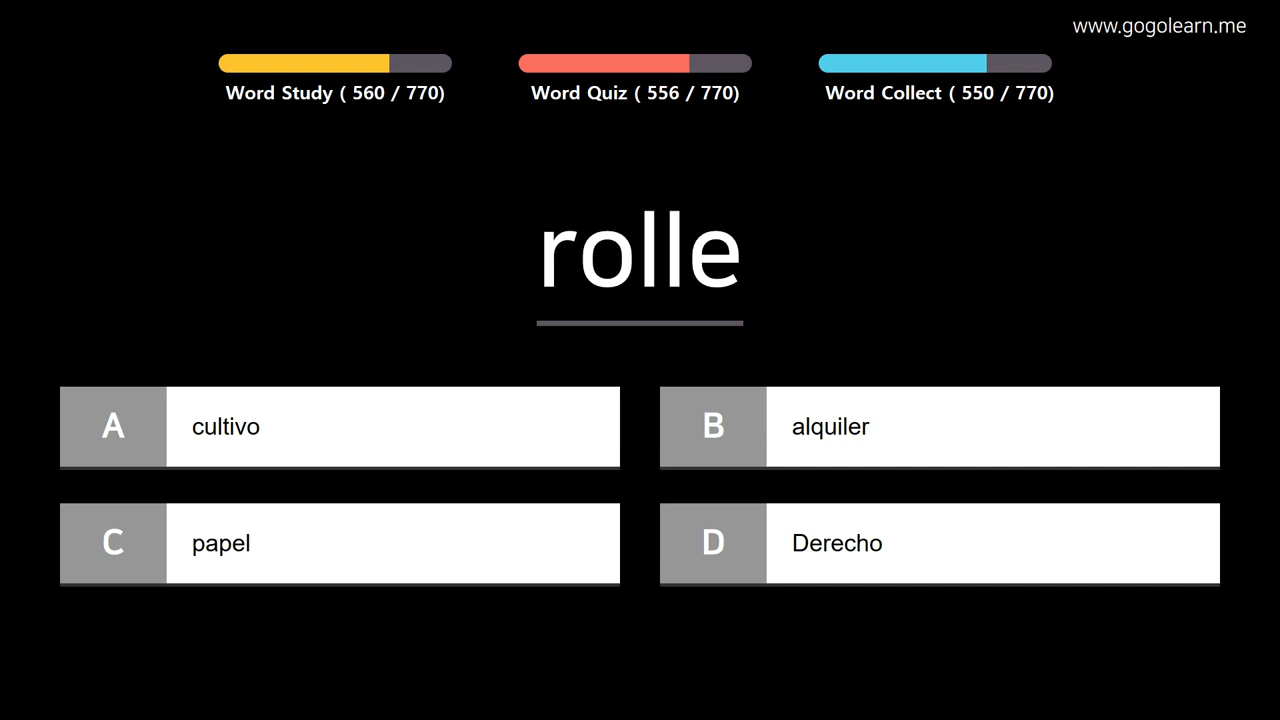 www.gogolearn.me
Word Study ( 560 / 770)
Word Quiz ( 556 / 770)
Word Collect ( 550 / 770)
rolle
A cultivo
B alquiler
C papel
D Derecho